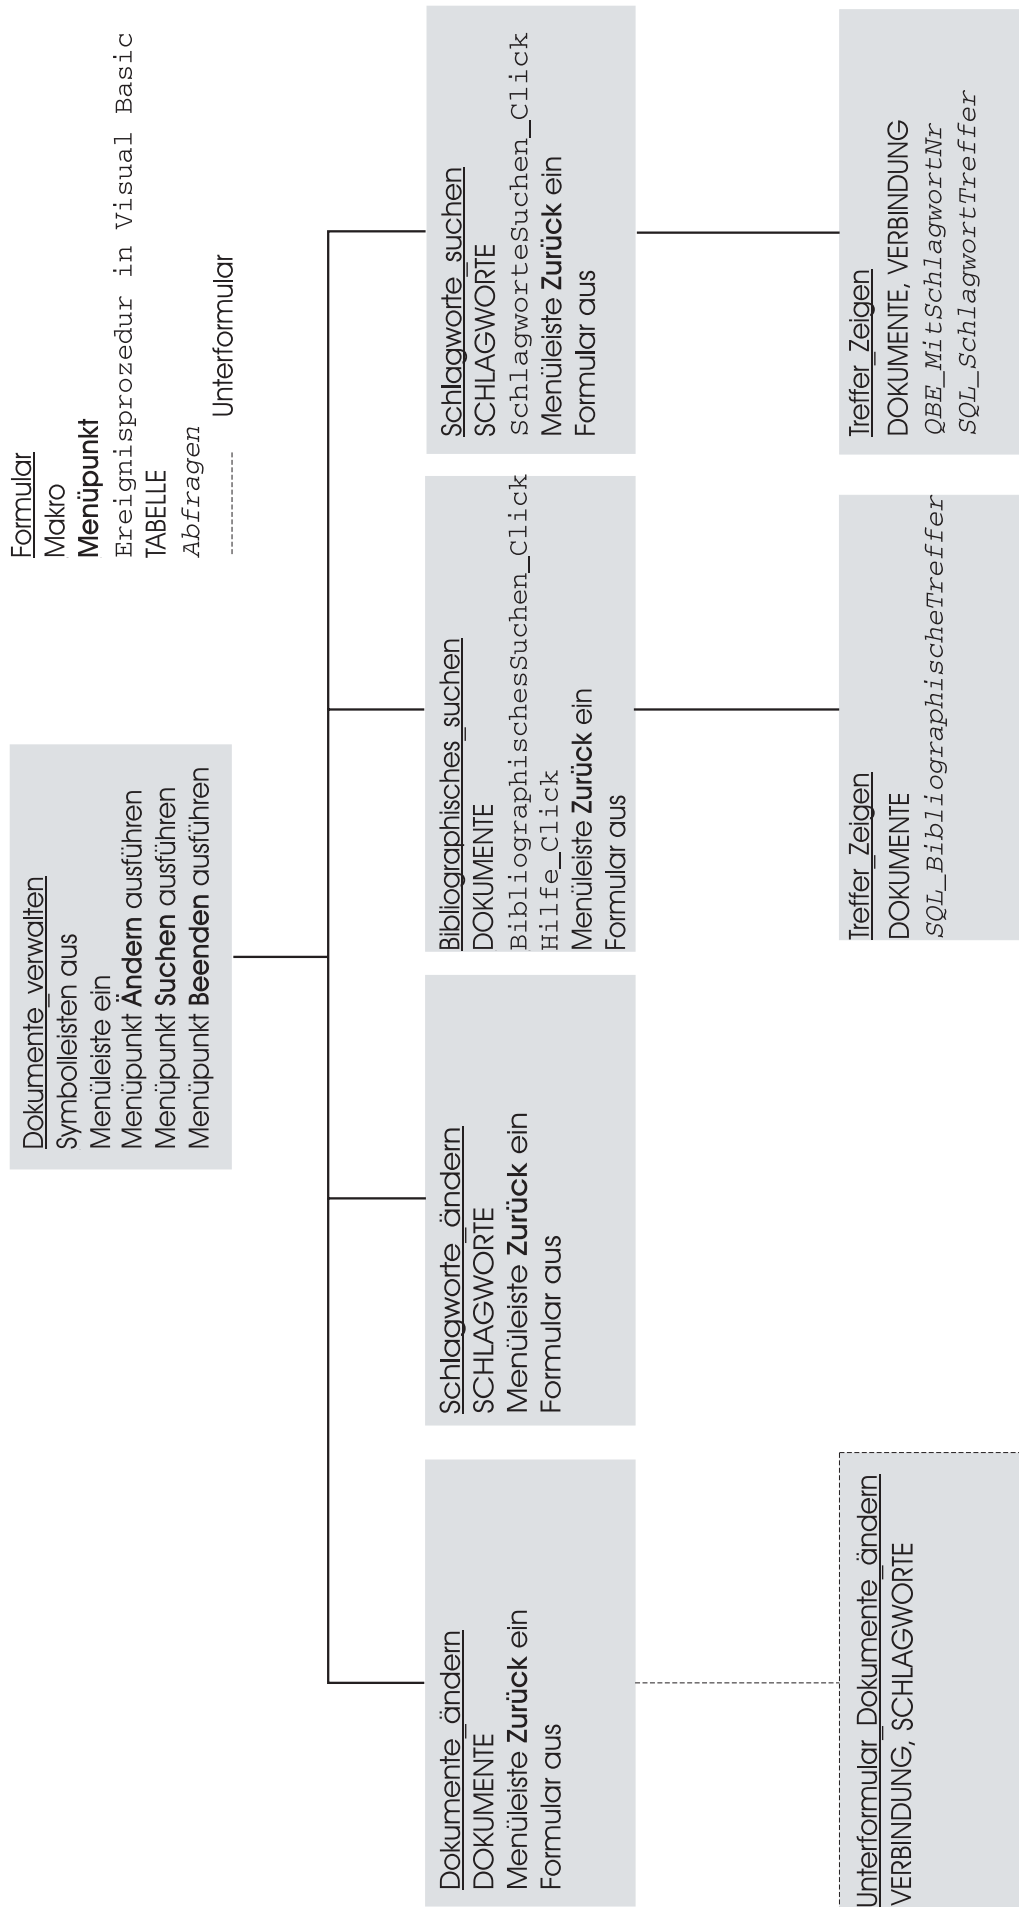 Formular
Makro
Menüpunkt
Ereignisprozedur in Visual Basic
TABELLE
Abfragen
Unterformular
Dokumente_verwalten
Symbolleisten aus
Menüleiste ein
Menüpunkt Ändern ausführen
Menüpunkt Suchen ausführen
Menüpunkt Beenden ausführen
Dokumente_ändern
DOKUMENTE
Menüleiste Zurück ein
Formular aus
Schlagworte_ändern
SCHLAGWORTE
Menüleiste Zurück ein
Formular aus
Bibliographisches_suchen
DOKUMENTE
BibliographischesSuchen_Click
Hilfe_Click
Menüleiste Zurück ein
Formular aus
Schlagworte_suchen
SCHLAGWORTE
SchlagworteSuchen_Click
Menüleiste Zurück ein
Formular aus
Unterformular_Dokumente_ändern
VERBINDUNG, SCHLAGWORTE
Treffer_Zeigen
DOKUMENTE
SQL_BibliographischeTreffer
Treffer_Zeigen
DOKUMENTE, VERBINDUNG
QBE_MitSchlagwortNr
SQL_SchlagwortTreffer